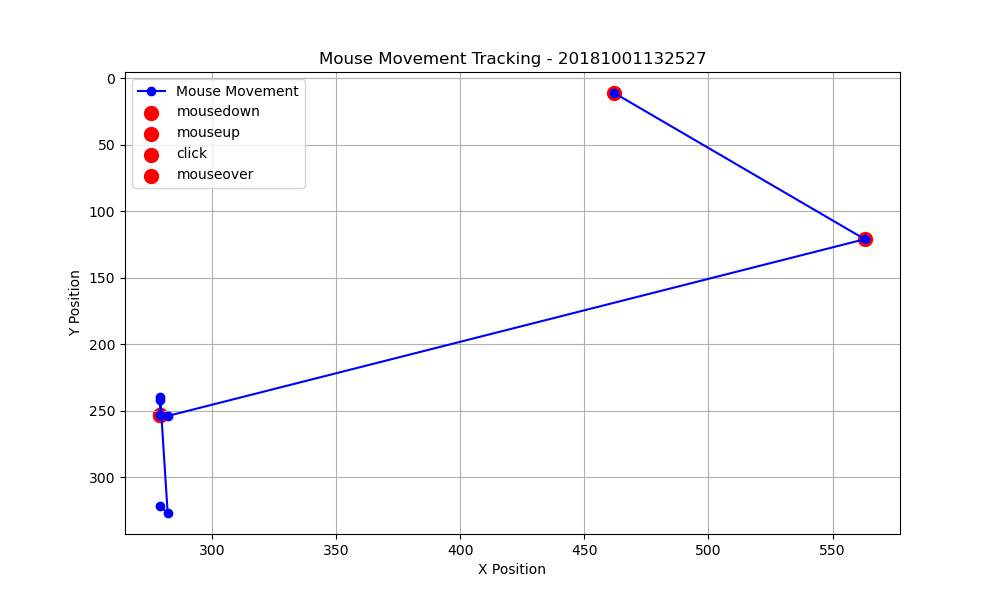 Mouse Movement Tracking - 20181001132527
Mouse Movement
mousedown
mouseup
click
mouseover
0
50
100
150
200
250
300
Y Position
300 350 400 450 500 550
X Position